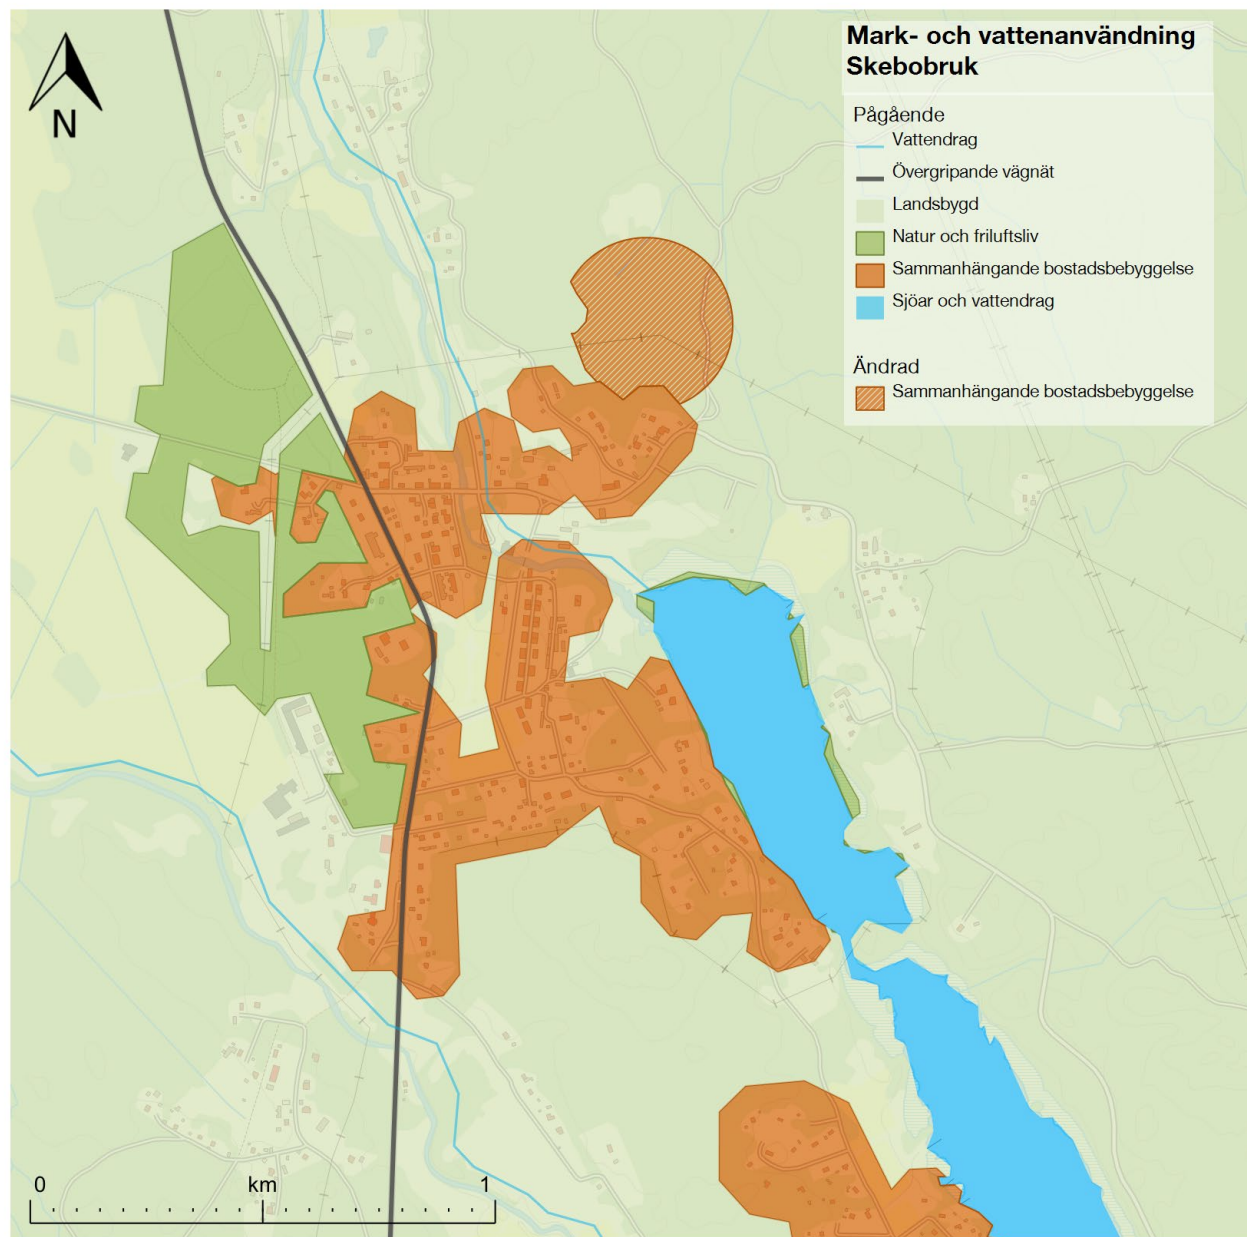 Mark- och vattenanvändning
Skebobruk
Pågående
Vattendrag
Övergripande vägnät
Landsbygd
Natur och friluftsliv
Sammanhängande bostadsbebyggelse
Sjöar och vattendrag
Ändrad
Sammanhängande bostadsbebyggelse
N
0 km 1